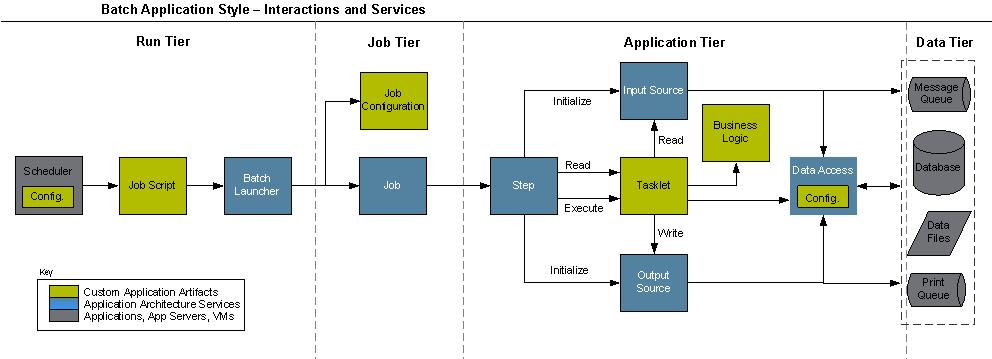 Batch Application Style – Interactions and Services
Run Tier
Job Tier
Application Tier
Data Tier
Scheduler
Config.
Job Script
Batch
Launcher
Job
Configuration
Job
Step
Initialize
Read
Execute
Initialize
Input Source
Read
Tasklet
Write
Output
Source
Business
Logic
Data Access
Config.
Message
Queue
Database
Data
Files
Print
Queue
Key
Custom Application Artifacts
Application Architecture Services
Applications, App Servers, VMs